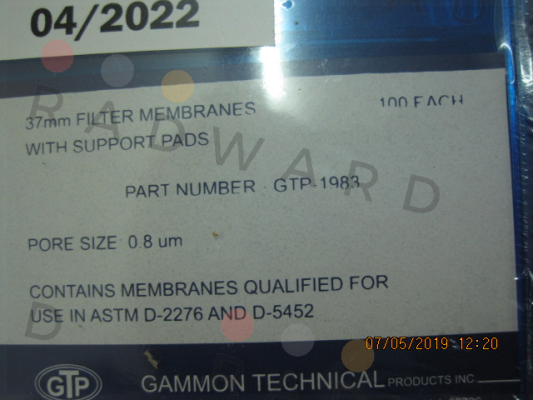 04/2022
37mm FILTER MEMBRANES 100 EACH
WITH SUPPORT PADS
RADWARD
PART NUMBER : GTP-1983
PORE SIZE 0.8 um
CONTAINS MEMBRANES QUALIFIED FOR
USE IN ASTM D-2276 AND D-5452
07/05/2019 12:20
GTP GAMMON TECHNICAL PRODUCTS INC